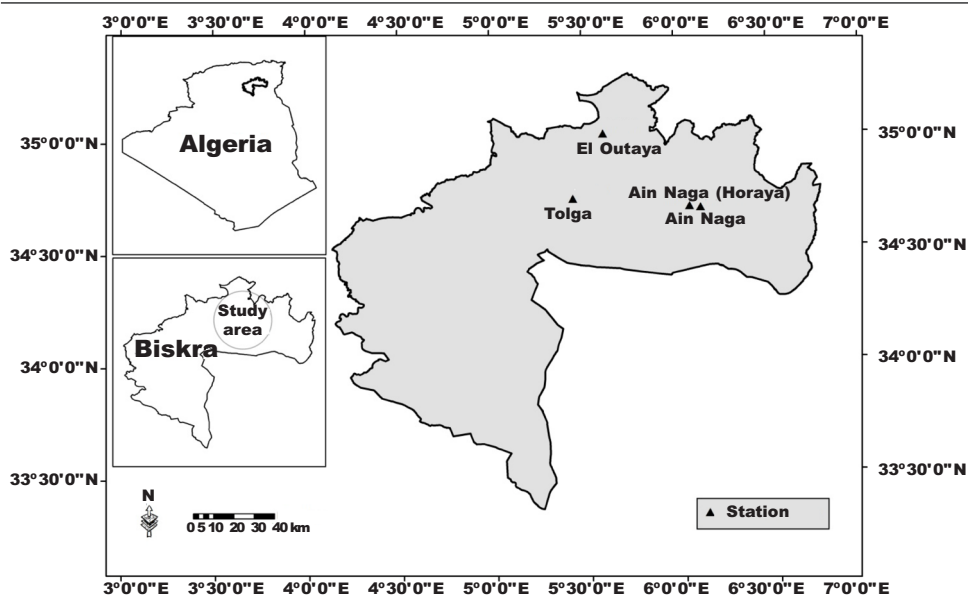 3°0'0"E 3°30'0"E 4°0'0"E 4°30'0"E 5°0'0"E 5°30'0"E 6°0'0"E 6°30'0"E 7°0'0"E
Algeria
35°0'0"N
35°0'0"N
El Outaya
Ain Naga (Horaya)
Tolga
Ain Naga
34°30'0"N
34°30'0"N
Study
area
Biskra
34°0'0"N
34°0'0"N
33°30'0"N
33°30'0"N
N
0 5 10 20 30 40 km
Station
3°0'0"E 3°30'0"E 4°0'0"E 4°30'0"E 5°0'0"E 5°30'0"E 6°0'0"E 6°30'0"E 7°0'0"E